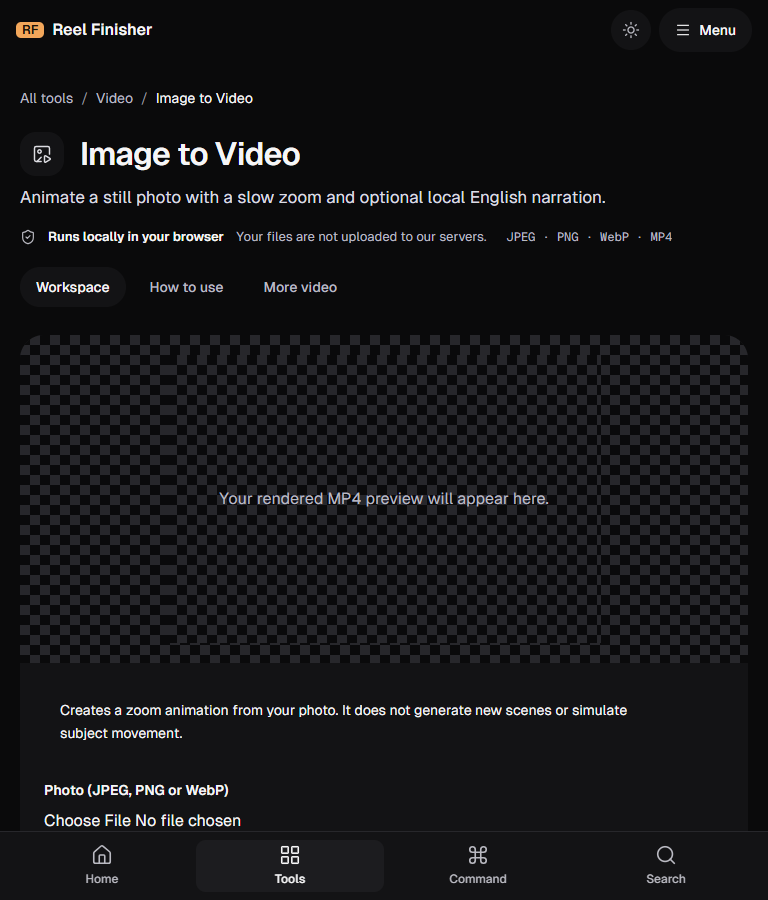 RF Reel Finisher
Menu
All tools / Video / Image to Video
Image to Video
Animate a still photo with a slow zoom and optional local English narration.
Runs locally in your browser Your files are not uploaded to our servers. JPEG · PNG · WebP · MP4
Workspace How to use More video
Your rendered MP4 preview will appear here.
Creates a zoom animation from your photo. It does not generate new scenes or simulate
subject movement.
Photo (JPEG, PNG or WebP)
Choose File No file chosen
Home Tools Command Search